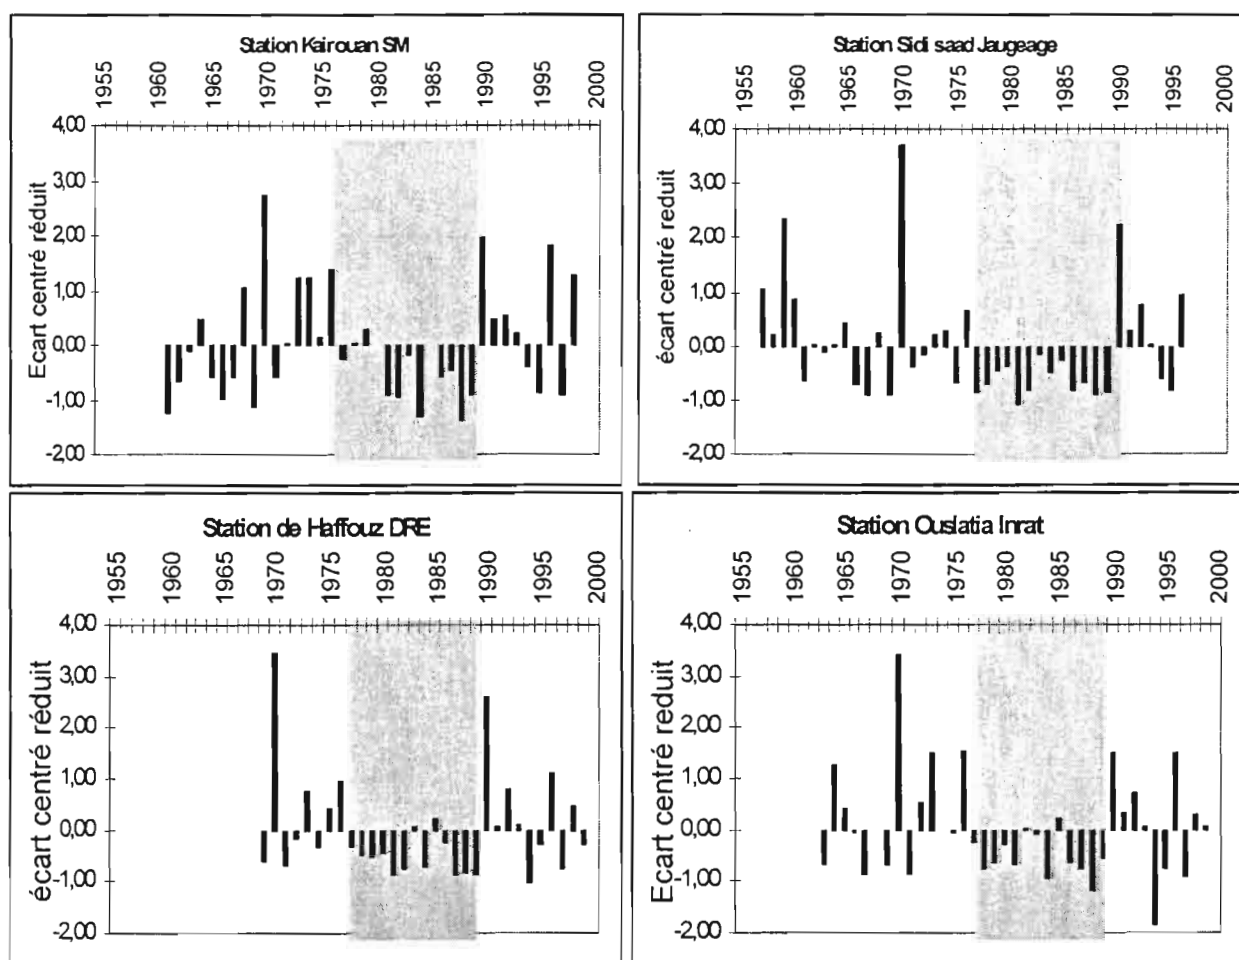 Station Kairouan SM
1955 1960 1965 1970 1975 1980 1985 1990 1995 2000
Ecart centré réduit
4,00
3,00
2,00
1,00
0,00
-1,00
-2,00
Station Sidi saad Jaugeage
1955 1960 1965 1970 1975 1980 1985 1990 1995 2000
écart centré reduit
4,00
3,00
2,00
1,00
0,00
-1,00
-2,00
Station de Haffouz DRE
1955 1960 1965 1970 1975 1980 1985 1990 1995 2000
écart centré réduit
4,00
3,00
2,00
1,00
0,00
-1,00
-2,00
Station Ouslatia Inrat
1955 1960 1965 1970 1975 1980 1985 1990 1995 2000
Ecart centré reduit
4,00
3,00
2,00
1,00
0,00
-1,00
-2,00